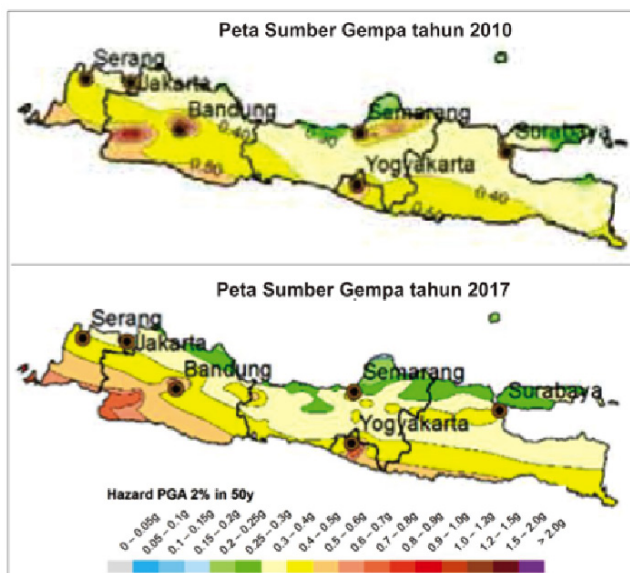 Peta Sumber Gempa tahun 2010
Serang
Jakarta
Bandung
Semarang
Surabaya
Yogyakarta
0.40
0.50
0.40
Peta Sumber Gempa tahun 2017
Serang
Jakarta
Bandung
Semarang
Surabaya
Yogyakarta
Hazard PGA 2% in 50y
0 – 0.05g
0.05 – 0.1g
0.1 – 0.15g
0.15 – 0.2g
0.2 – 0.25g
0.25 – 0.3g
0.3 – 0.4g
0.4 – 0.5g
0.5 – 0.6g
0.6 – 0.7g
0.7 – 0.8g
0.8 – 0.9g
0.9 – 1.0g
1.0 – 1.2g
1.2 – 1.5g
1.5 – 2.0g
> 2.0g